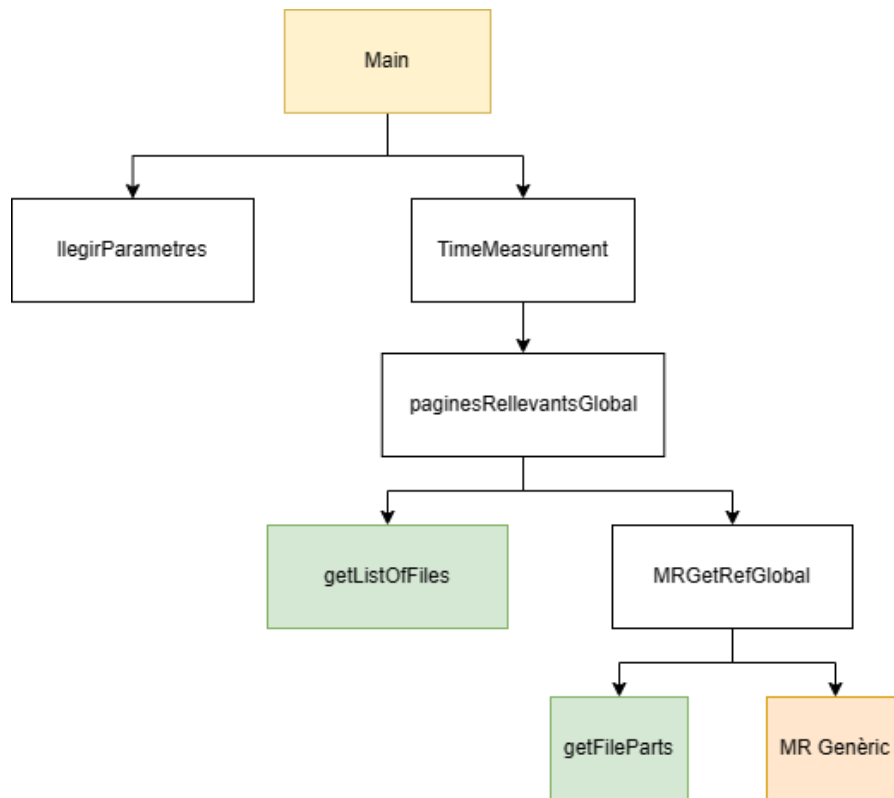 Main
llegirParametres
TimeMeasurement
paginesRellevantsGlobal
getListOfFiles
MRGetRefGlobal
getFileParts
MR Genèric